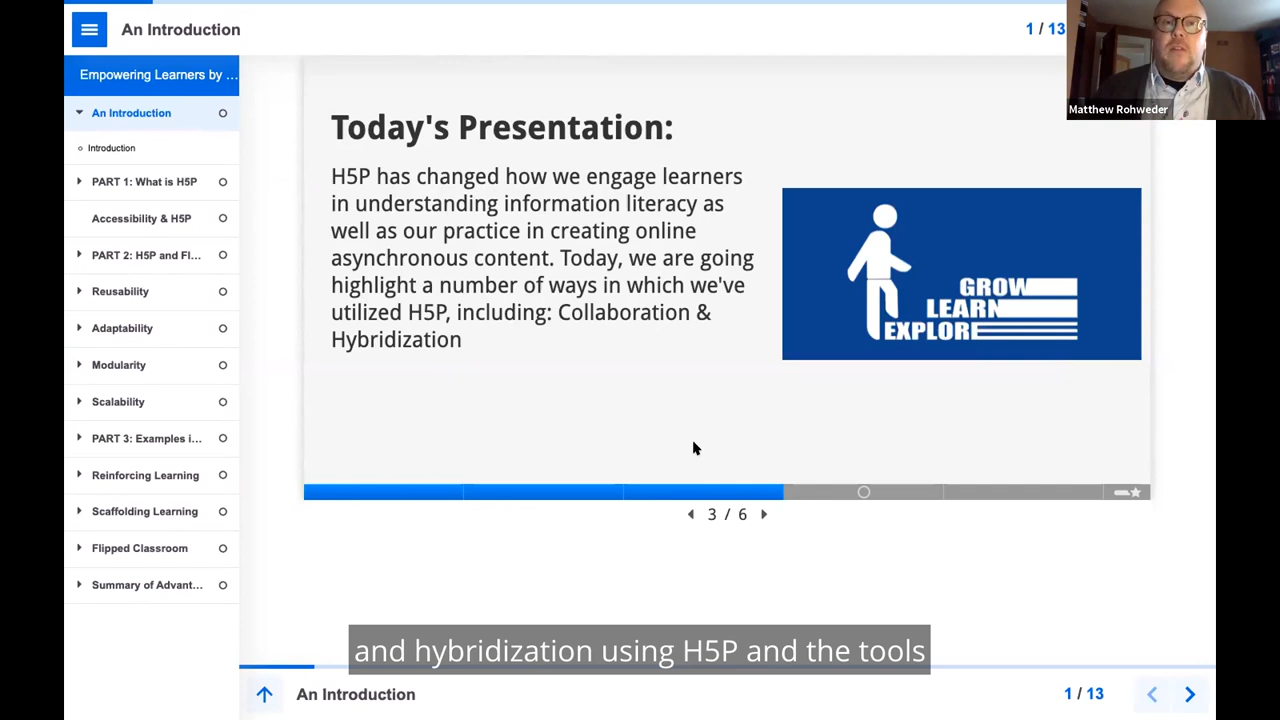 An Introduction
1 / 13
Matthew Rohweder
Empowering Learners by ...
An Introduction
Introduction
PART 1: What is H5P
Accessibility & H5P
PART 2: H5P and Fl...
Reusability
Adaptability
Modularity
Scalability
PART 3: Examples i...
Reinforcing Learning
Scaffolding Learning
Flipped Classroom
Summary of Advant...
Today's Presentation:
H5P has changed how we engage learners
in understanding information literacy as
well as our practice in creating online
asynchronous content. Today, we are going
highlight a number of ways in which we've
utilized H5P, including: Collaboration &
Hybridization
GROW
LEARN
EXPLORE
3 / 6
and hybridization using H5P and the tools
An Introduction
1 / 13